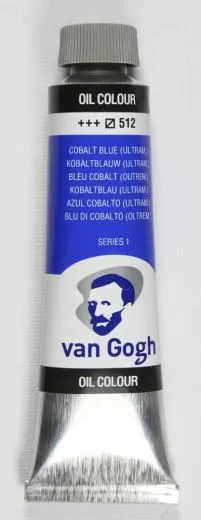 OIL COLOUR
+++ 512
COBALT BLUE (ULTRAM.)
KOBALTBLAUW (ULTRAM.)
BLEU COBALT (OUTREM.)
KOBALTBLAU (ULTRAM.)
AZUL COBALTO (ULTRAM.)
BLU DI COBALTO (OLTREM.)
SERIES 1
van Gogh
OIL COLOUR